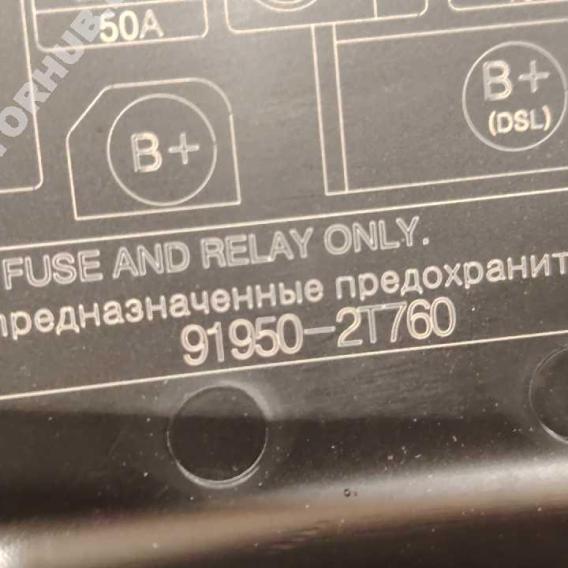 50A
B+
B+
(DSL)
FUSE AND RELAY ONLY.
предназначенные предохранит
91950-2T760